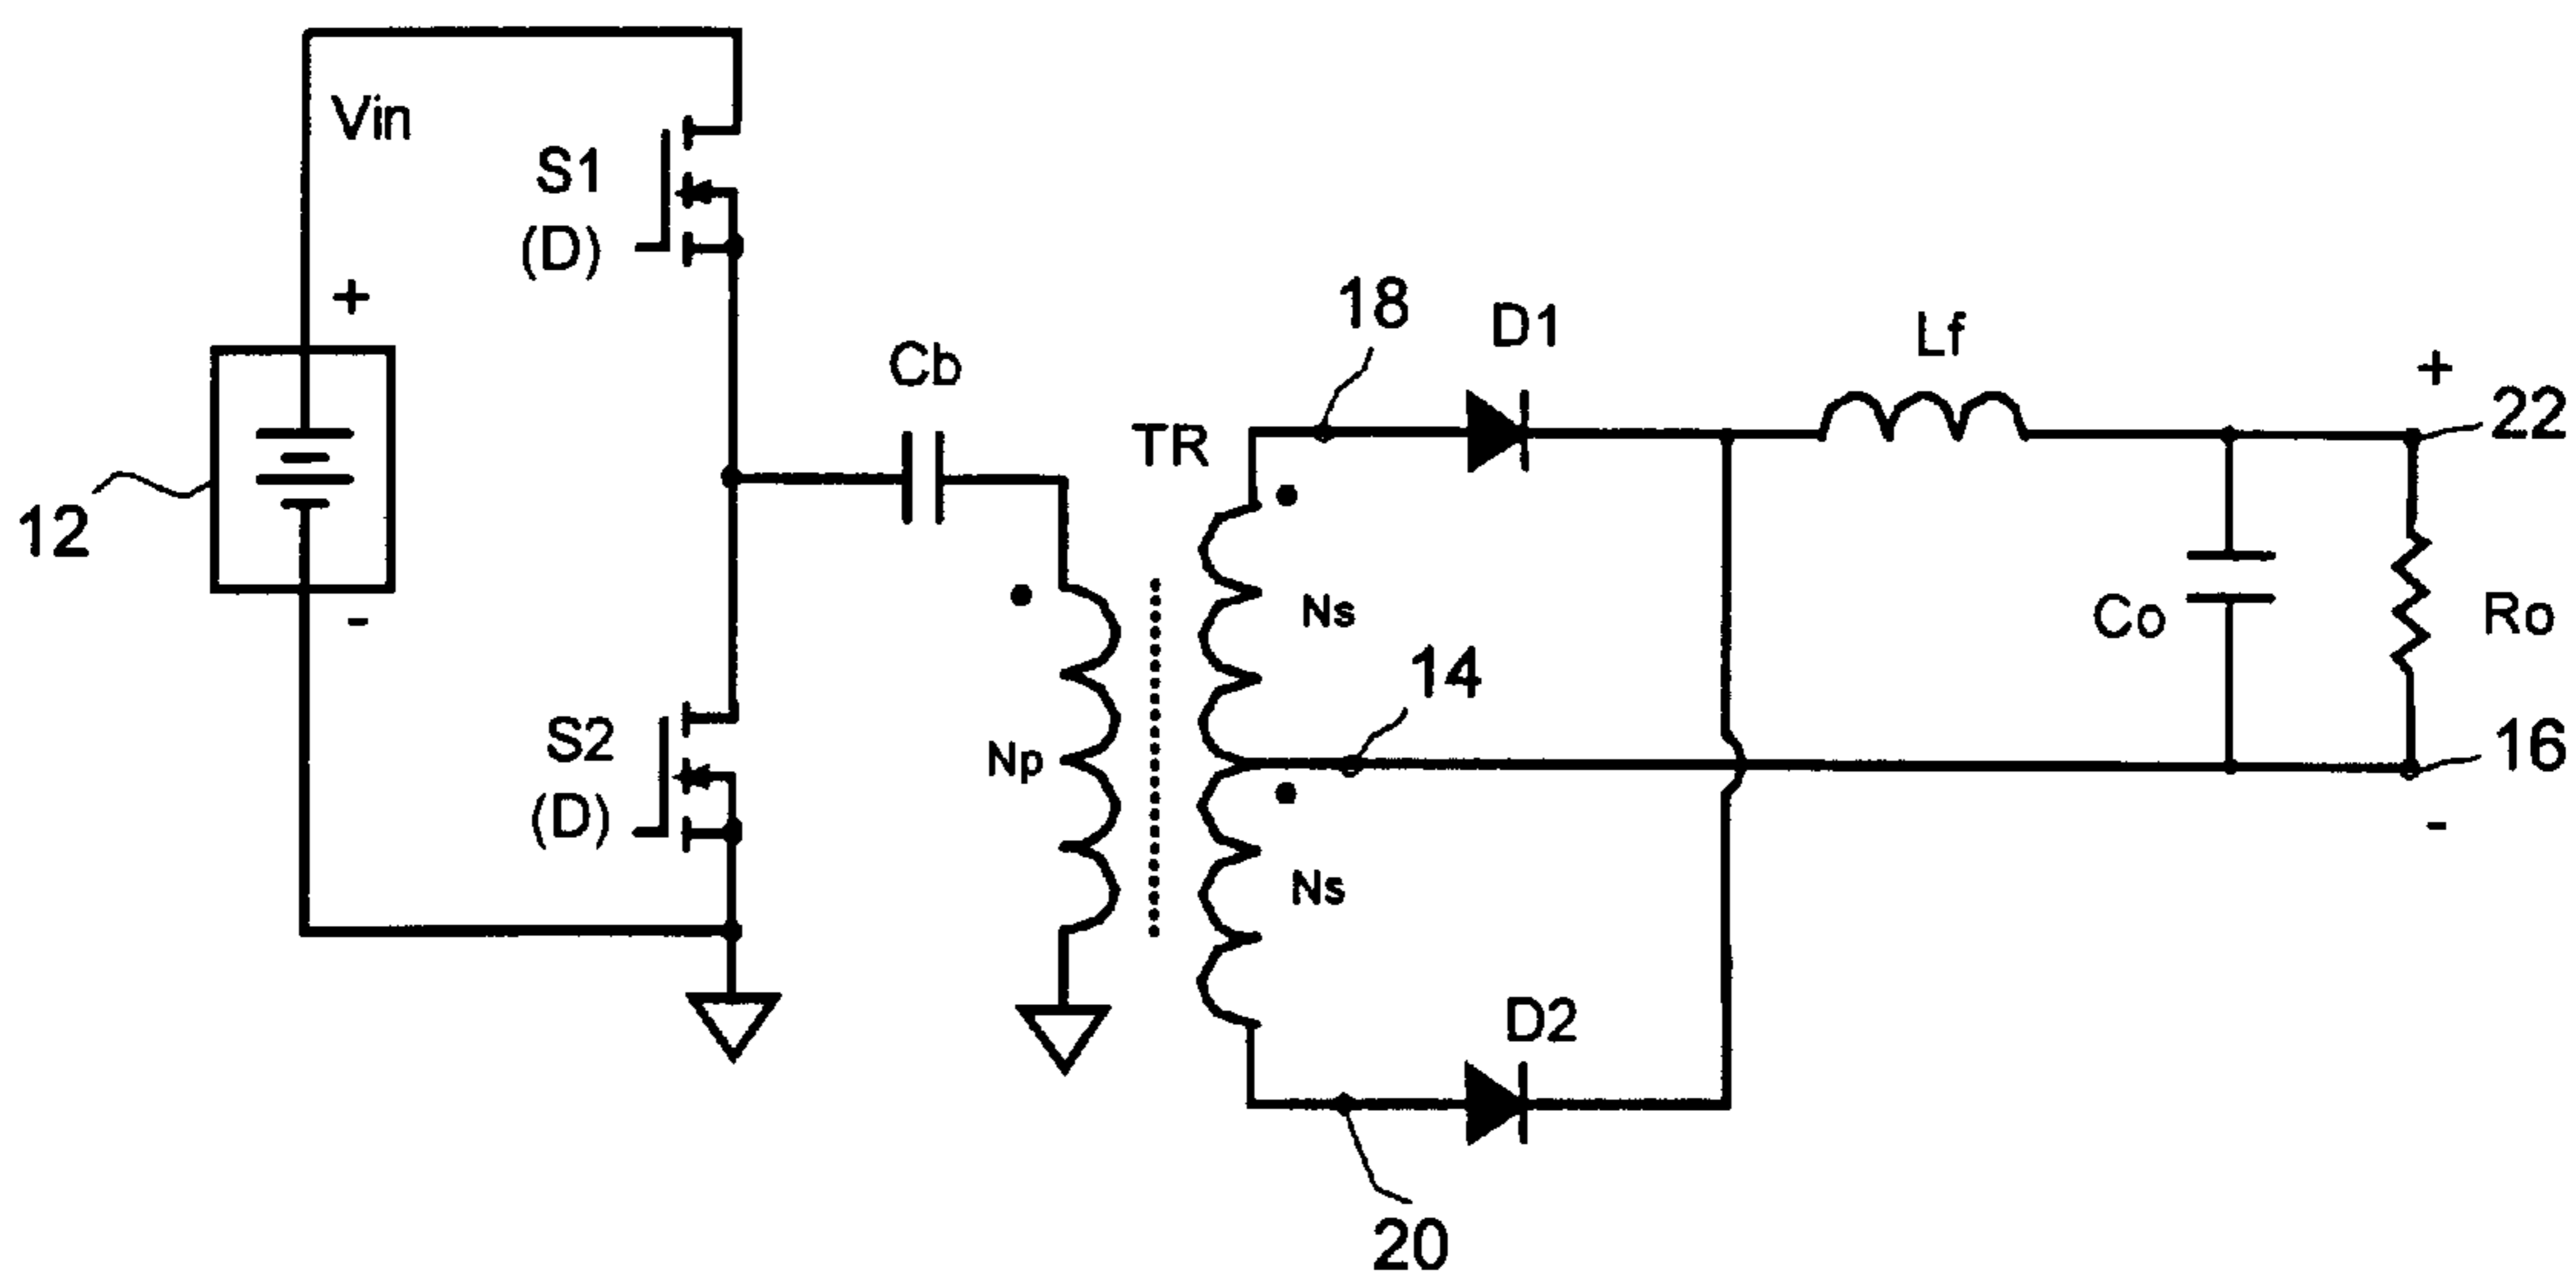 Vin
S1
(D)
+
12
-
S2
(D)
Cb
TR
Np
18
D1
Lf
+
22
Ns
14
Co
Ro
16
-
Ns
D2
20